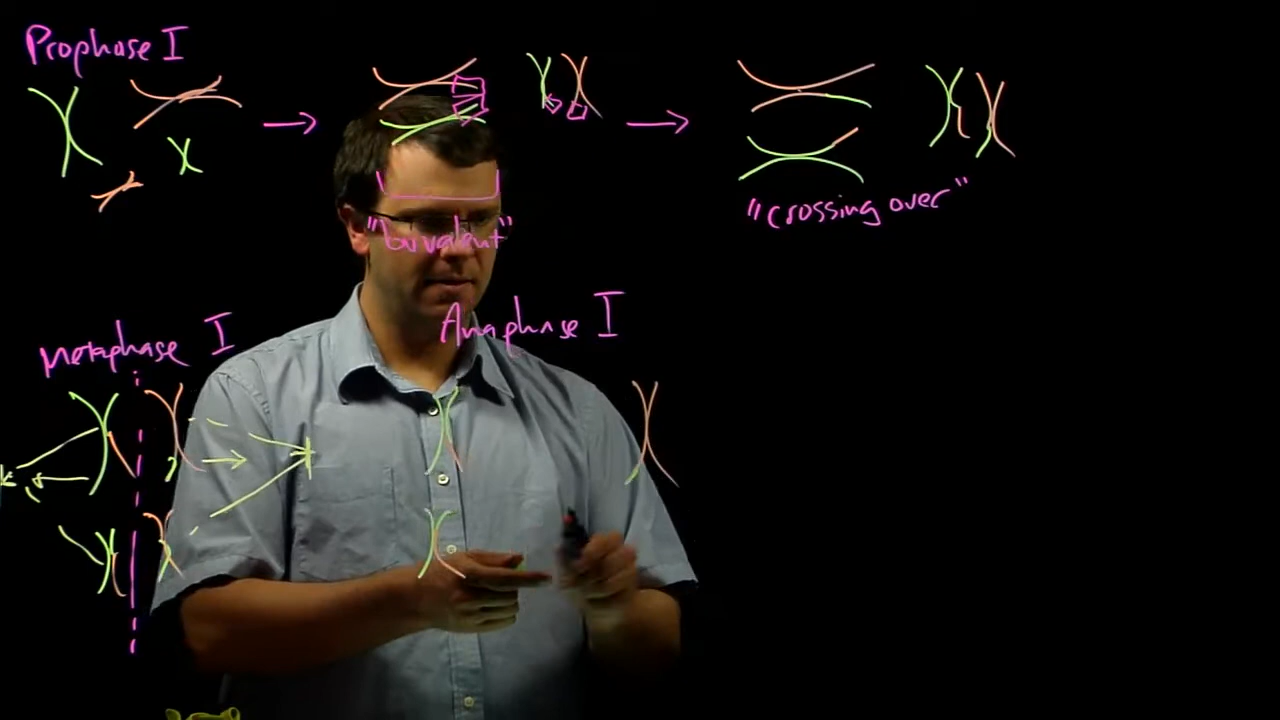 Prophase I
"bivalent"
"crossing over"
Metaphase I
Anaphase I